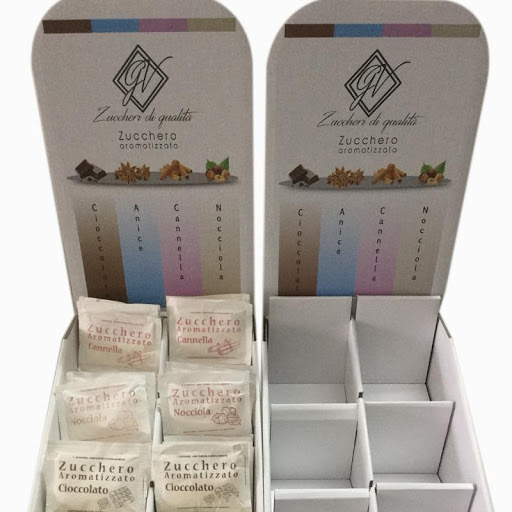 GV
Zuccheri di qualità
Zucchero
aromatizzato
Cioccolato
Anice
Cannella
Nocciola
GV
Zuccheri di qualità
Zucchero
aromatizzato
Cioccolat
Anice
Cannella
Nocciola
Zucchero
Aromatizzato
Cannella
Zucchero
Aromatizzato
Cannella
Zucchero
Aromatizzato
Nocciola
Zucchero
Aromatizzato
Nocciola
Zucchero
Aromatizzato
Cioccolato
Zucchero
Aromatizzato
Cioccolato